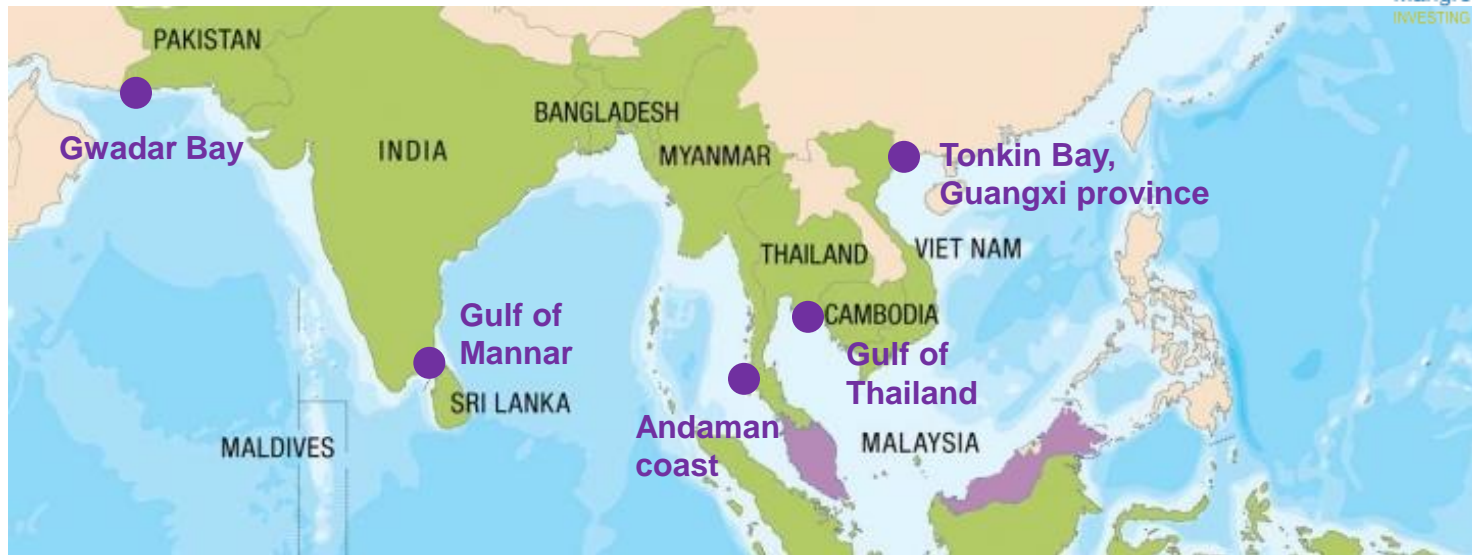 INVESTING
PAKISTAN
Gwadar Bay
INDIA
BANGLADESH
MYANMAR
Tonkin Bay,
Guangxi province
THAILAND
VIET NAM
CAMBODIA
Gulf of
Mannar
Gulf of
Thailand
SRI LANKA
MALDIVES
Andaman
coast
MALAYSIA